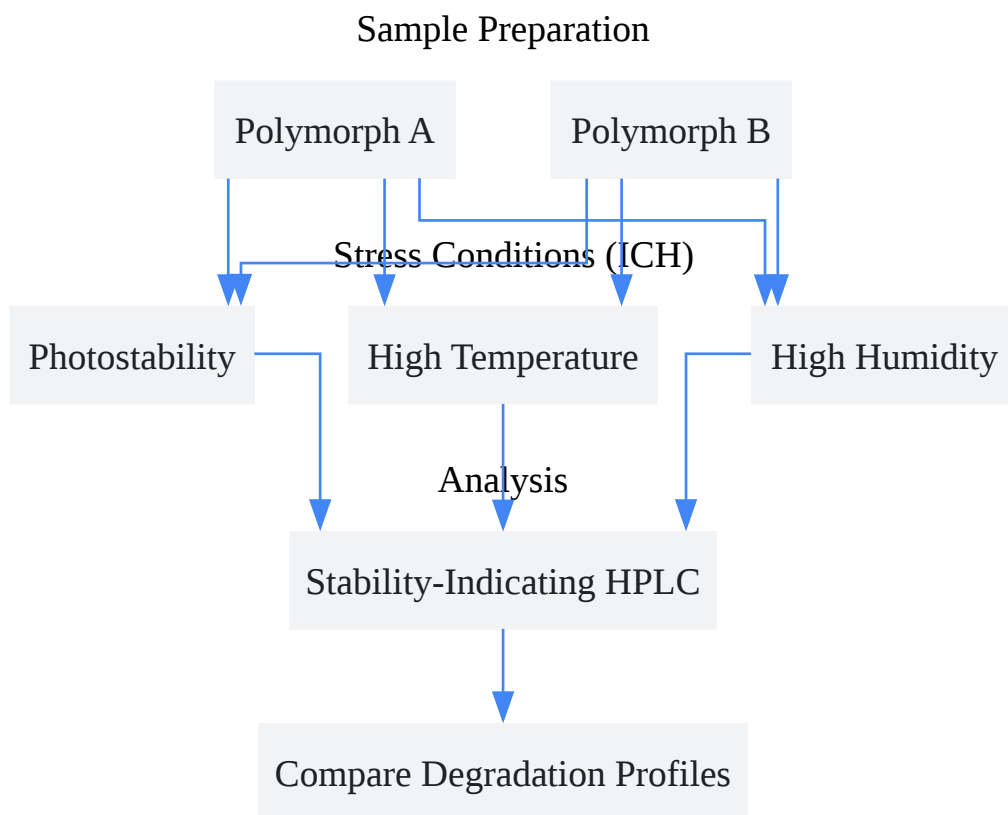 Sample Preparation
Polymorph A
Polymorph B
Stress Conditions (ICH)
Photostability
High Temperature
High Humidity
Analysis
Stability-Indicating HPLC
Compare Degradation Profiles